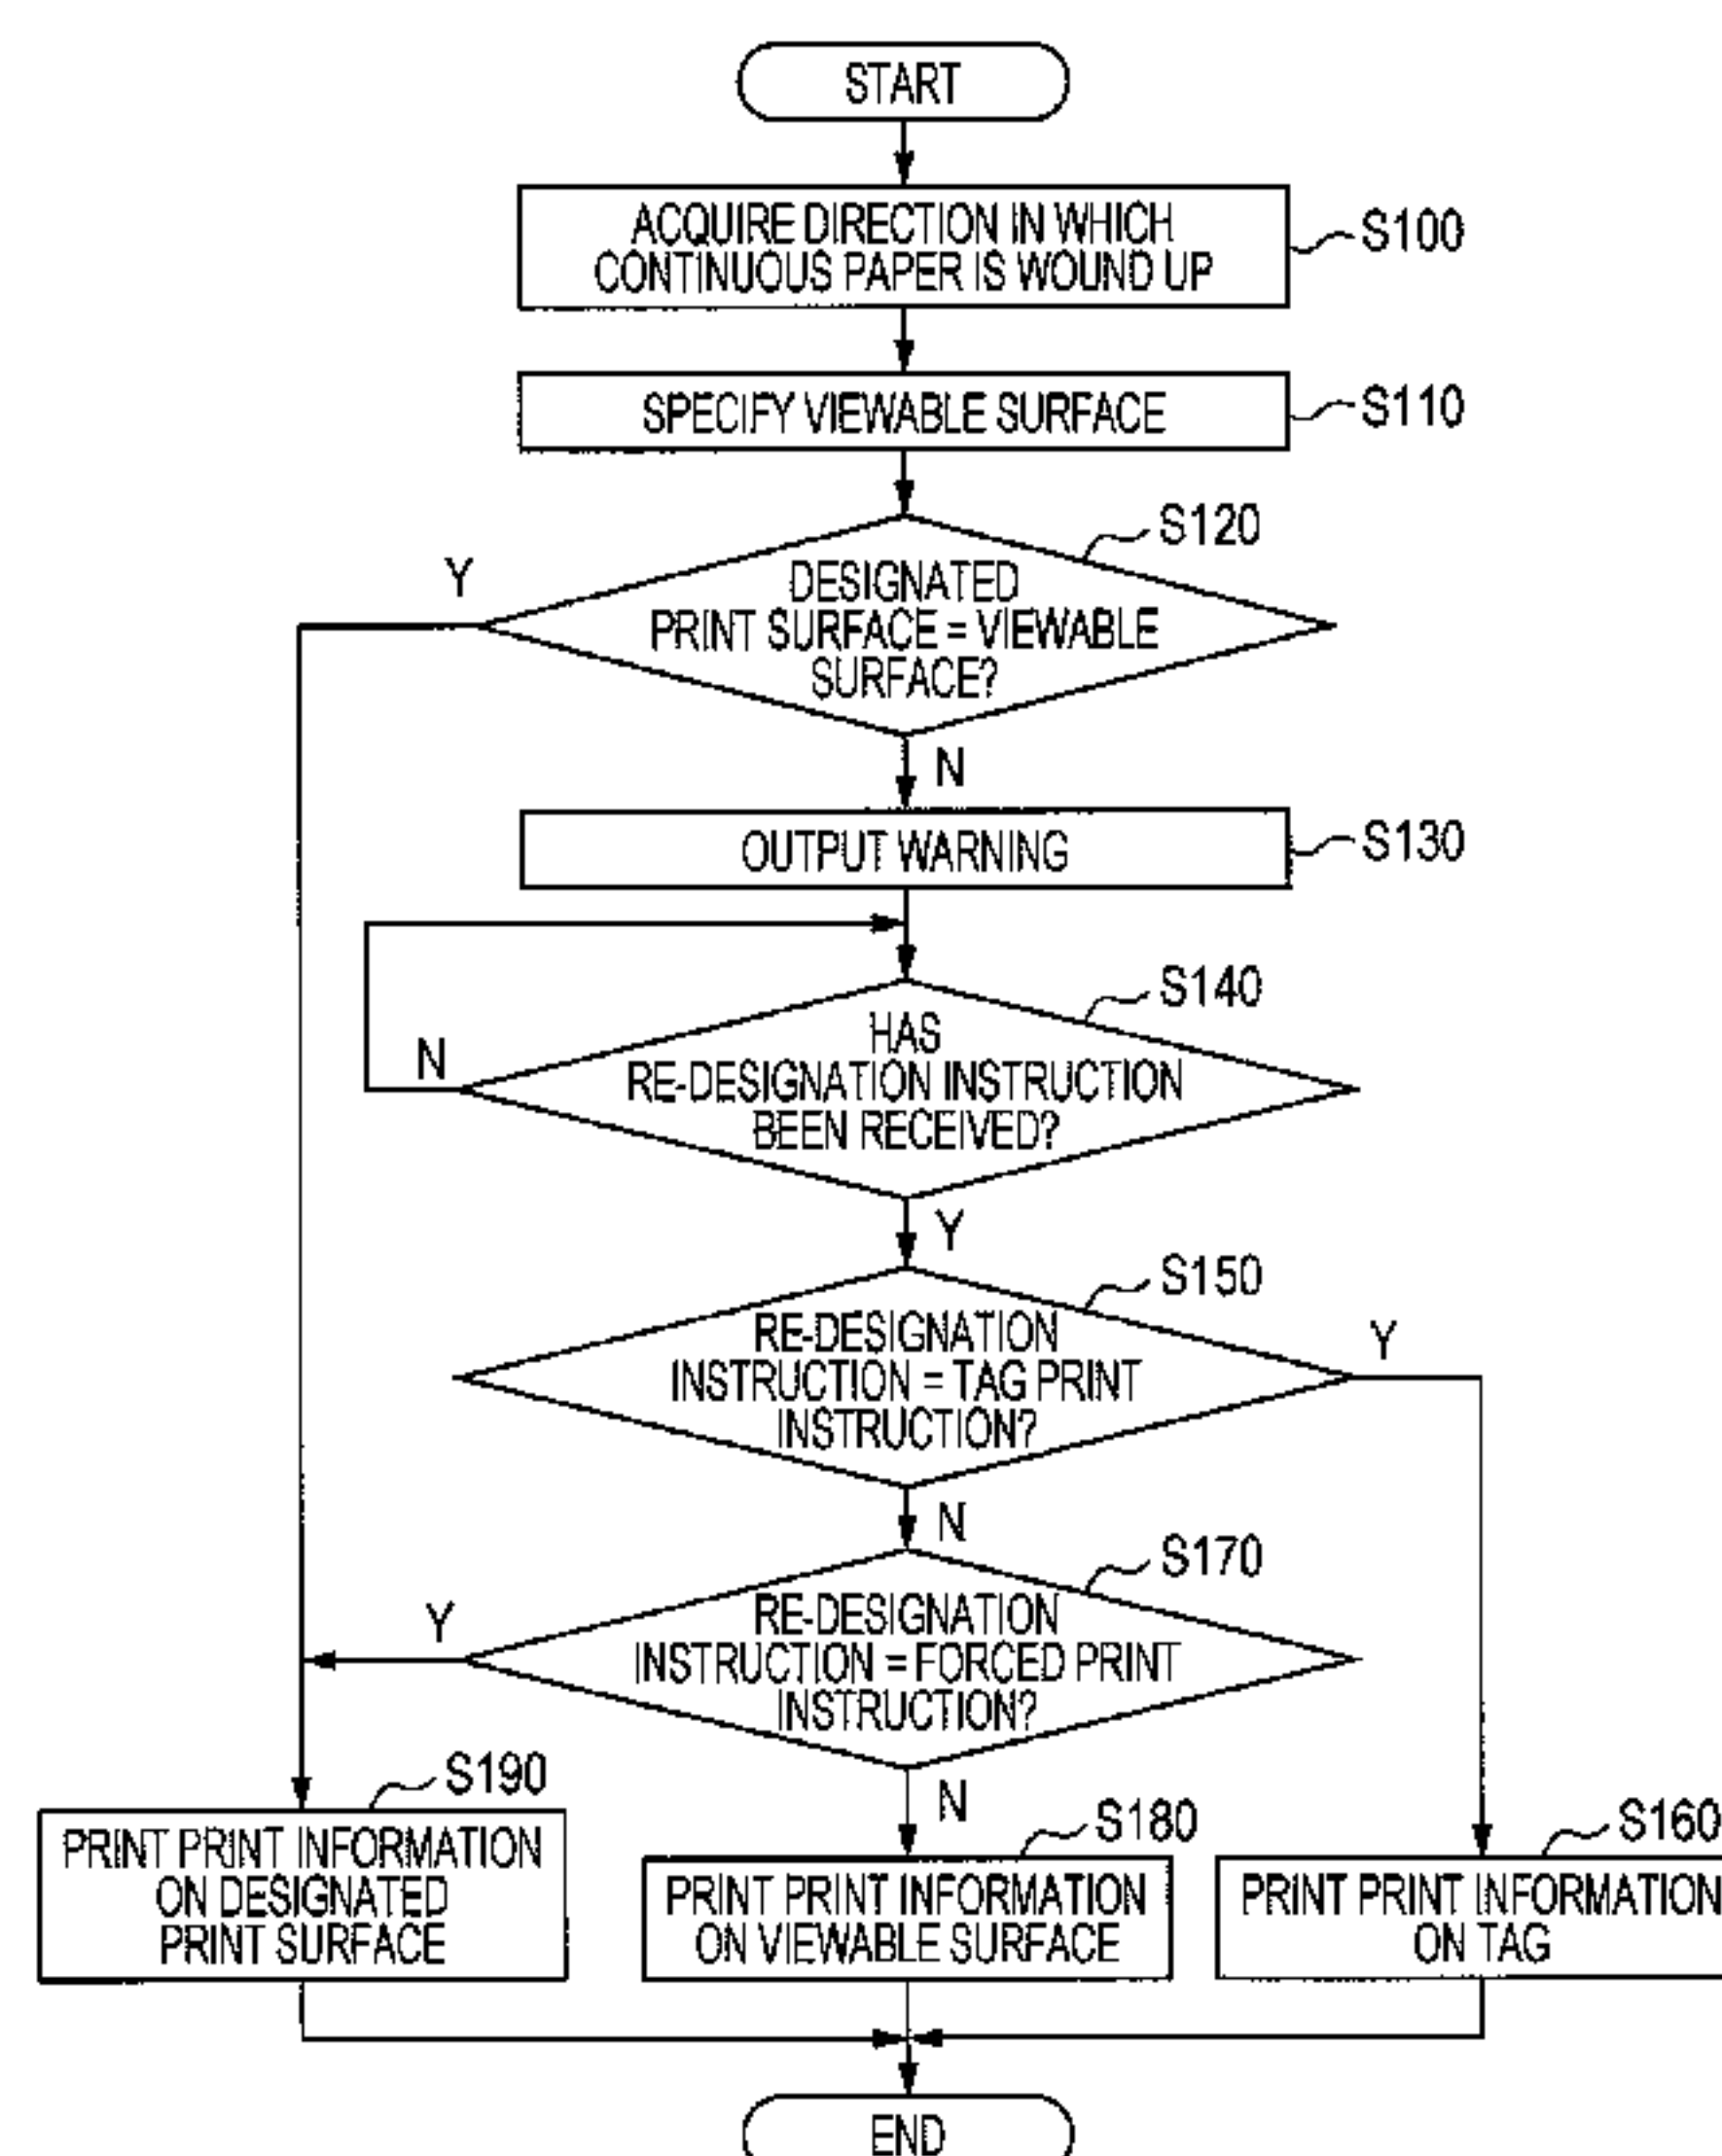 START
ACQUIRE DIRECTION IN WHICH
CONTINUOUS PAPER IS WOUND UP
S100
SPECIFY VIEWABLE SURFACE
S110
S120
Y
DESIGNATED
PRINT SURFACE = VIEWABLE
SURFACE?
N
OUTPUT WARNING
S130
S140
HAS
RE-DESIGNATION INSTRUCTION
BEEN RECEIVED?
N
Y
S150
RE-DESIGNATION
INSTRUCTION = TAG PRINT
INSTRUCTION?
Y
N
S170
RE-DESIGNATION
INSTRUCTION = FORCED PRINT
INSTRUCTION?
Y
N
S190
PRINT PRINT INFORMATION
ON DESIGNATED
PRINT SURFACE
S180
PRINT PRINT INFORMATION
ON VIEWABLE SURFACE
S160
PRINT PRINT INFORMATION
ON TAG
END